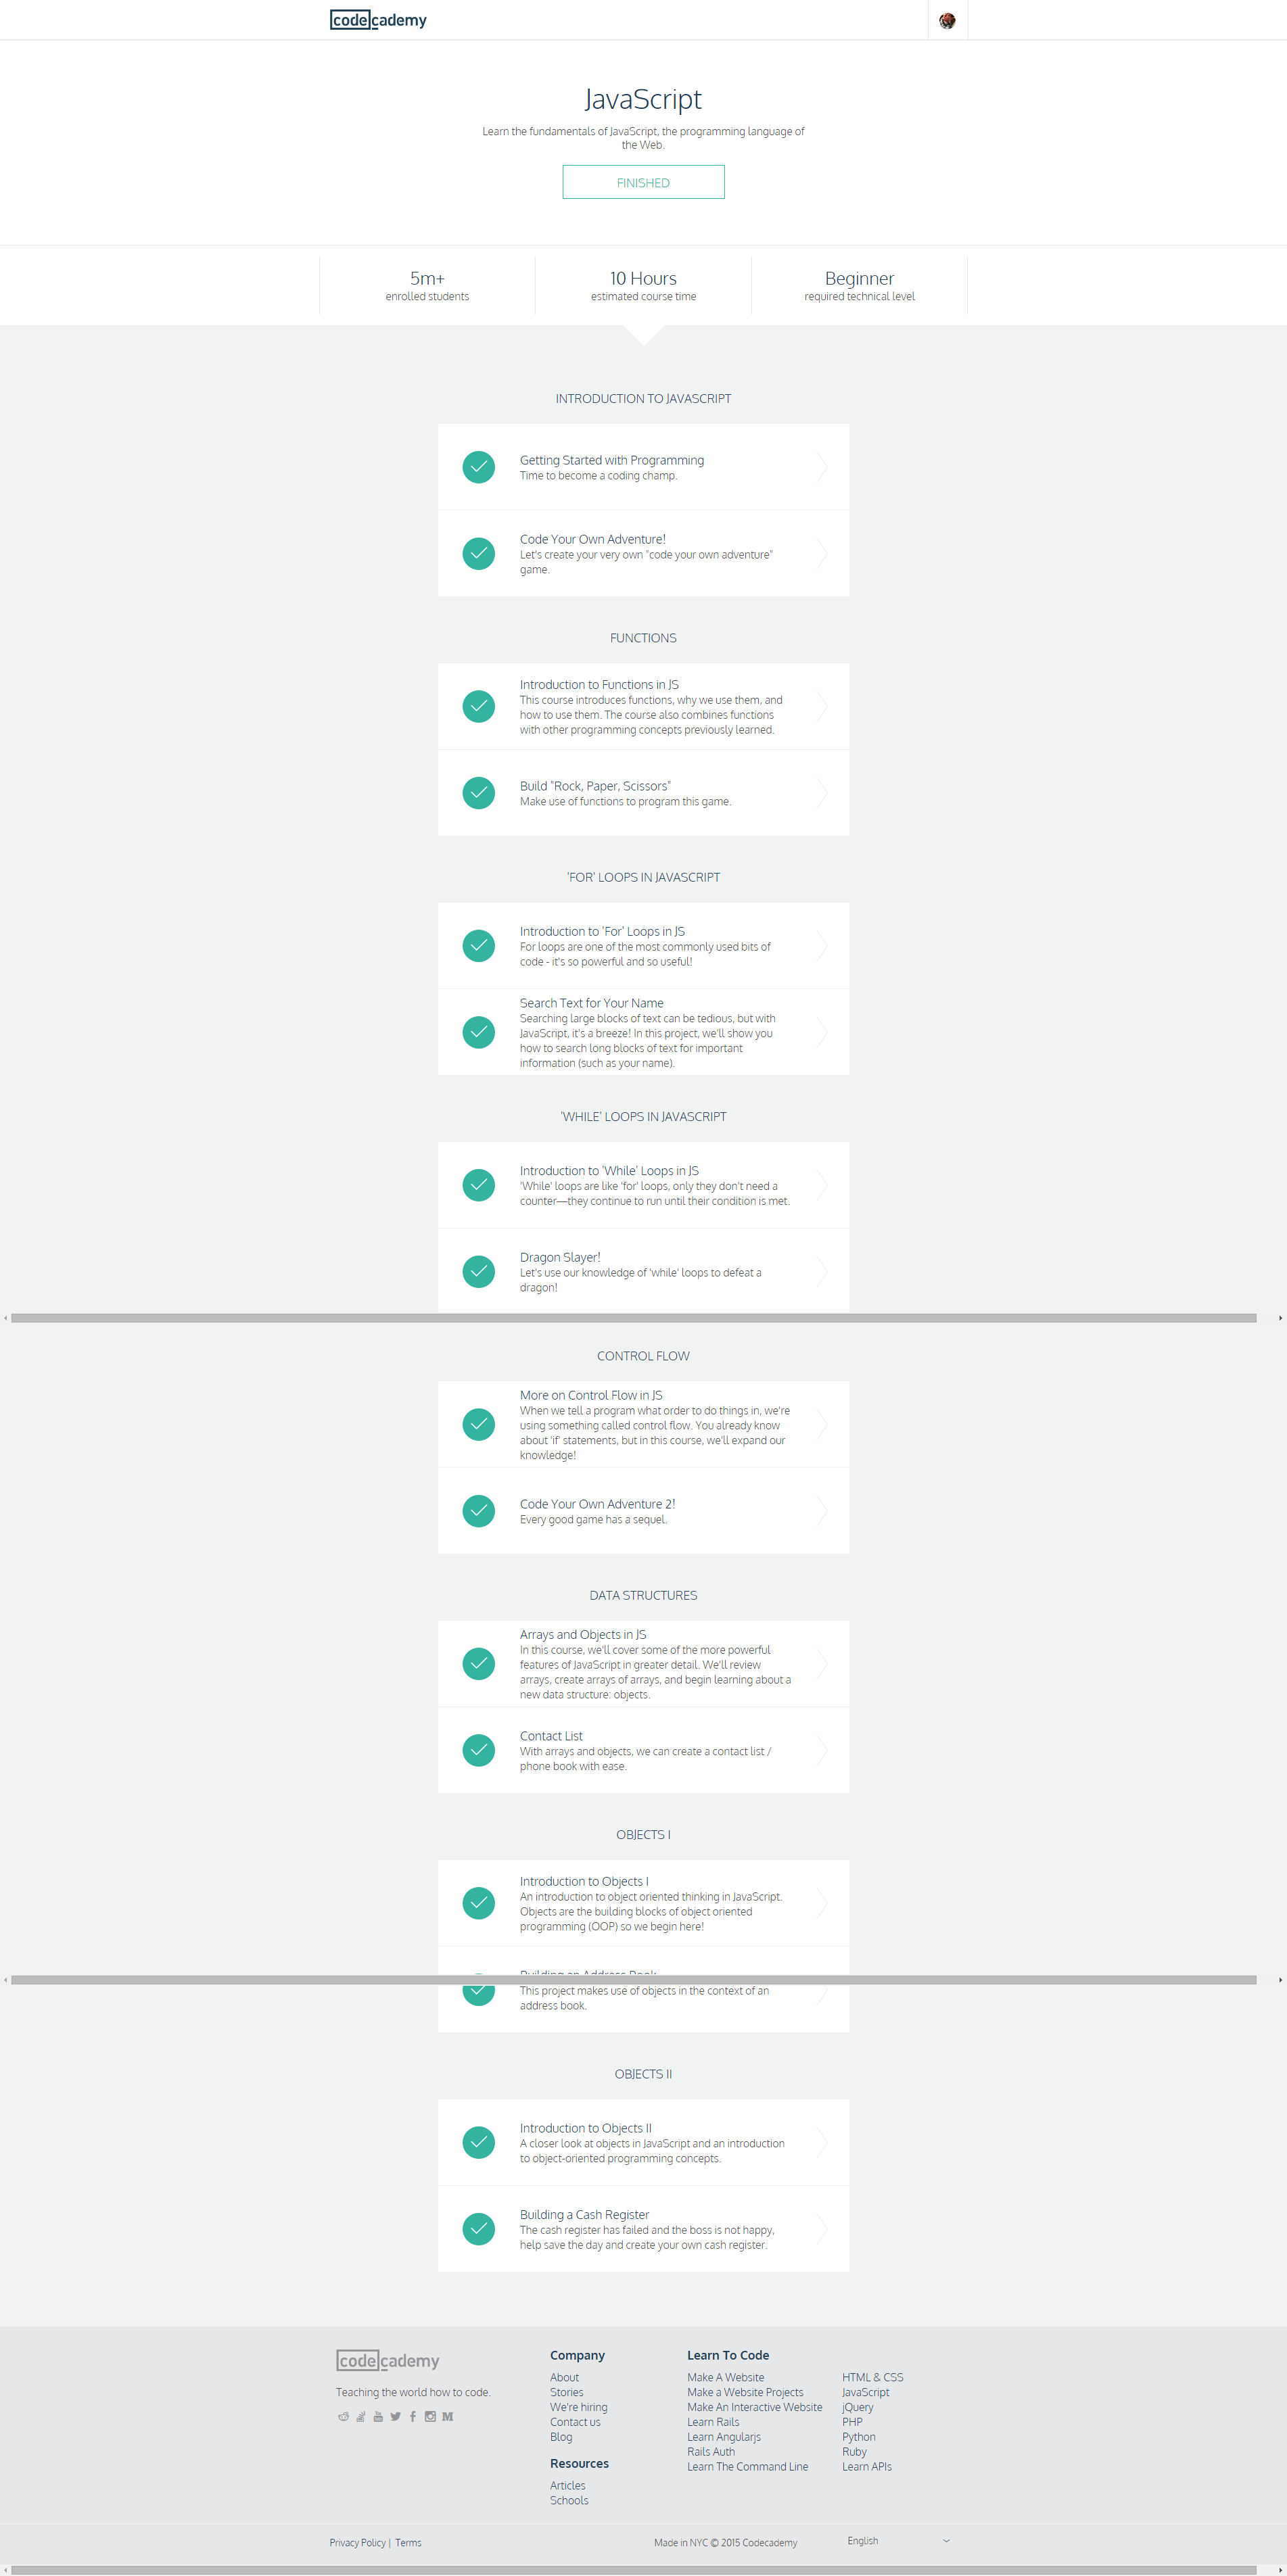 codecademy
JavaScript
Learn the fundamentals of JavaScript, the programming language of
the Web.
FINISHED
5m+
enrolled students
10 Hours
estimated course time
Beginner
required technical level
INTRODUCTION TO JAVASCRIPT
Getting Started with Programming
Time to become a coding champ.
Code Your Own Adventure!
Let's create your very own "code your own adventure"
game.
FUNCTIONS
Introduction to Functions in JS
This course introduces functions, why we use them, and
how to use them. The course also combines functions
with other programming concepts previously learned.
Build "Rock, Paper, Scissors"
Make use of functions to program this game.
'FOR' LOOPS IN JAVASCRIPT
Introduction to 'For' Loops in JS
For loops are one of the most commonly used bits of
code - it's so powerful and so useful!
Search Text for Your Name
Searching large blocks of text can be tedious, but with
JavaScript, it's a breeze! In this project, we'll show you
how to search long blocks of text for important
information (such as your name).
'WHILE' LOOPS IN JAVASCRIPT
Introduction to 'While' Loops in JS
'While' loops are like 'for' loops, only they don't need a
counter—they continue to run until their condition is met.
Dragon Slayer!
Let's use our knowledge of 'while' loops to defeat a
dragon!
CONTROL FLOW
More on Control Flow in JS
When we tell a program what order to do things in, we're
using something called control flow. You already know
about 'if' statements, but in this course, we'll expand our
knowledge!
Code Your Own Adventure 2!
Every good game has a sequel.
DATA STRUCTURES
Arrays and Objects in JS
In this course, we'll cover some of the more powerful
features of JavaScript in greater detail. We'll review
arrays, create arrays of arrays, and begin learning about a
new data structure: objects.
Contact List
With arrays and objects, we can create a contact list /
phone book with ease.
OBJECTS I
Introduction to Objects I
An introduction to object oriented thinking in JavaScript.
Objects are the building blocks of object oriented
programming (OOP) so we begin here!
Building an Address Book
This project makes use of objects in the context of an
address book.
OBJECTS II
Introduction to Objects II
A closer look at objects in JavaScript and an introduction
to object-oriented programming concepts.
Building a Cash Register
The cash register has failed and the boss is not happy,
help save the day and create your own cash register.
codecademy
Teaching the world how to code.
Company
About
Stories
We're hiring
Contact us
Blog
Resources
Articles
Schools
Learn To Code
Make A Website
Make a Website Projects
Make An Interactive Website
Learn Rails
Learn Angularjs
Rails Auth
Learn The Command Line
HTML & CSS
JavaScript
jQuery
PHP
Python
Ruby
Learn APIs
Privacy Policy | Terms
Made in NYC © 2015 Codecademy
English